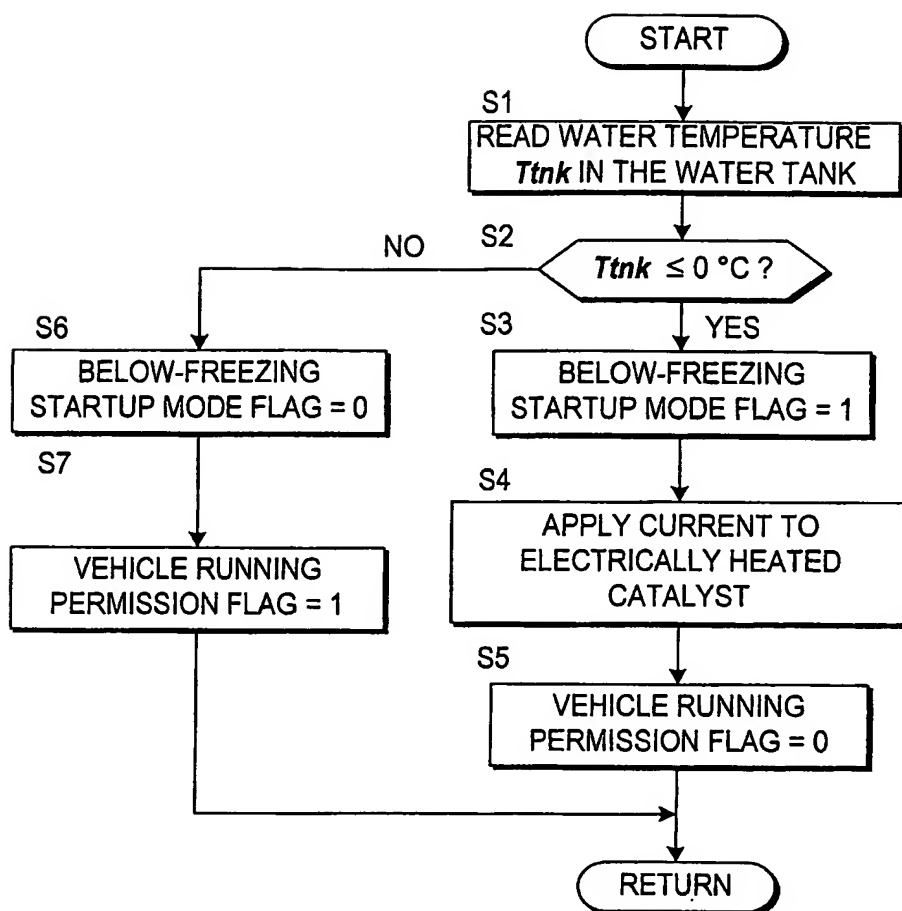 START
S1
READ WATER TEMPERATURE
Ttnk IN THE WATER TANK
S2
Ttnk ≤ 0 °C ?
NO
YES
S6
BELOW-FREEZING
STARTUP MODE FLAG = 0
S7
VEHICLE RUNNING
PERMISSION FLAG = 1
S3
BELOW-FREEZING
STARTUP MODE FLAG = 1
S4
APPLY CURRENT TO
ELECTRICALLY HEATED
CATALYST
S5
VEHICLE RUNNING
PERMISSION FLAG = 0
RETURN